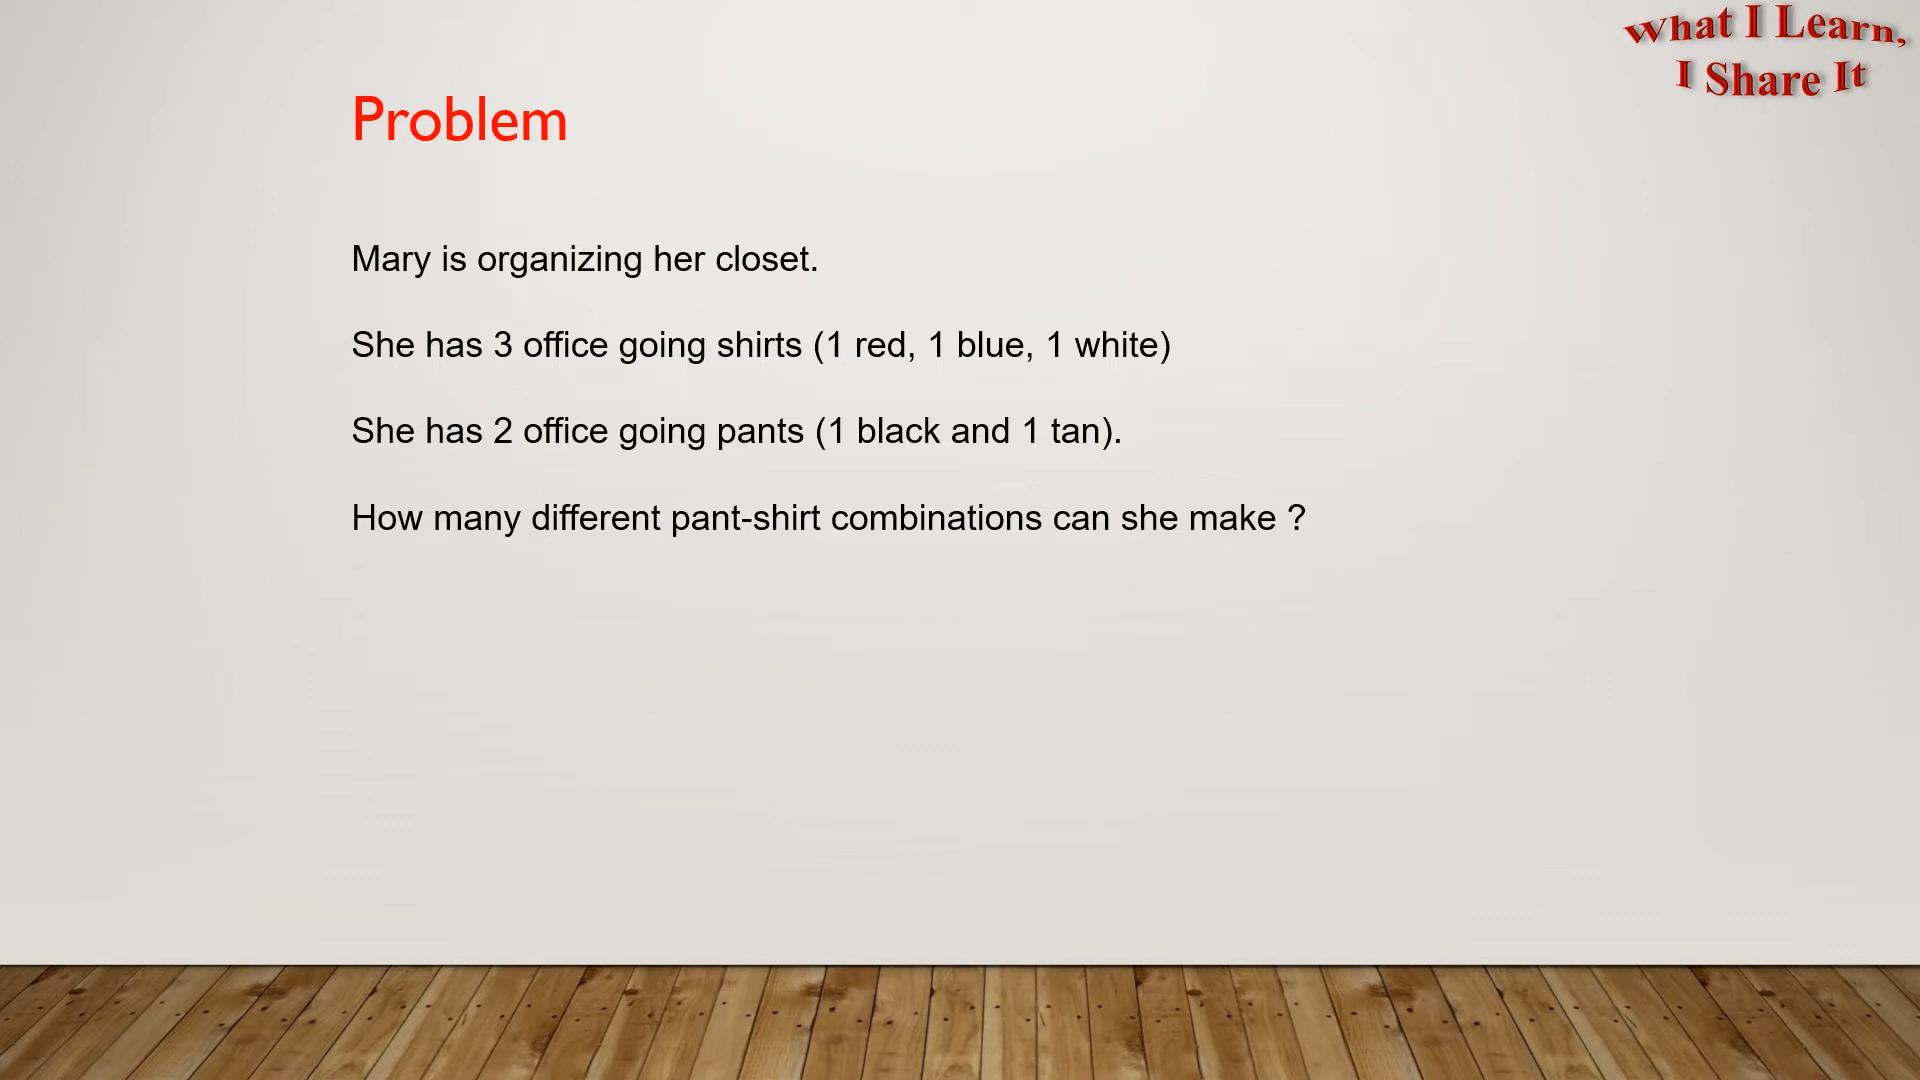 What I Learn,
I Share It
Problem
Mary is organizing her closet.
She has 3 office going shirts (1 red, 1 blue, 1 white)
She has 2 office going pants (1 black and 1 tan).
How many different pant-shirt combinations can she make ?